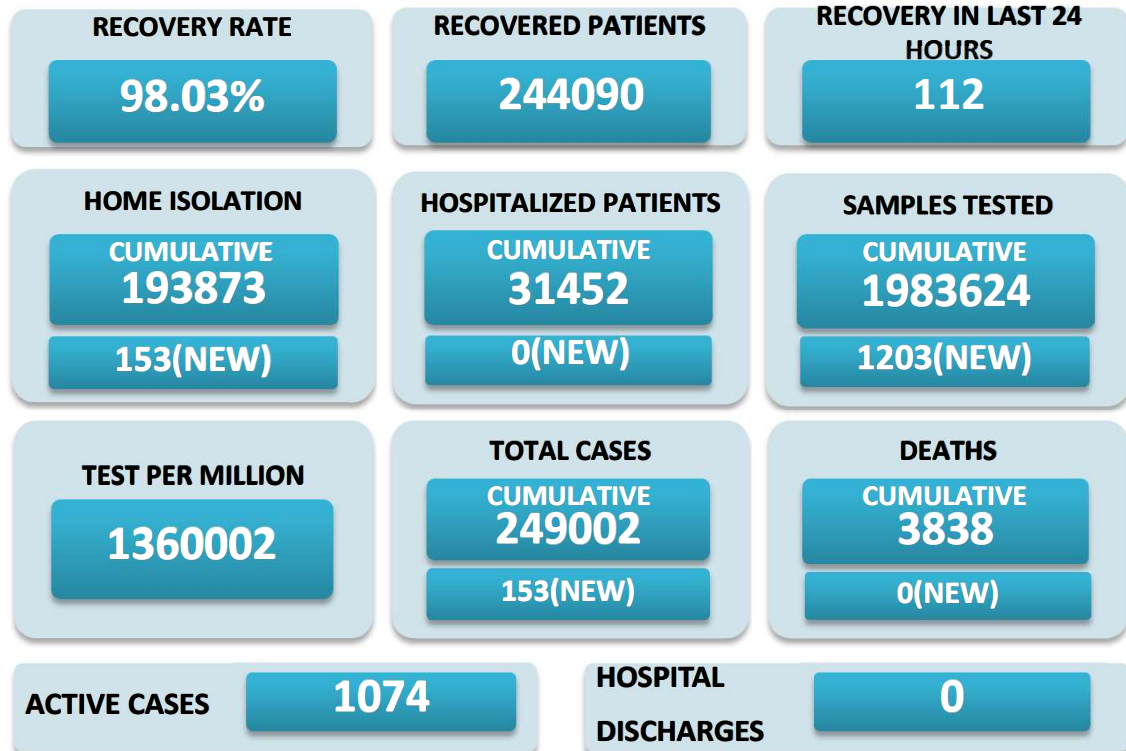 RECOVERY RATE
98.03%
RECOVERED PATIENTS
244090
RECOVERY IN LAST 24
HOURS
112
HOME ISOLATION
CUMULATIVE
193873
153(NEW)
HOSPITALIZED PATIENTS
CUMULATIVE
31452
0(NEW)
SAMPLES TESTED
CUMULATIVE
1983624
1203(NEW)
TEST PER MILLION
1360002
TOTAL CASES
CUMULATIVE
249002
153(NEW)
DEATHS
CUMULATIVE
3838
0(NEW)
ACTIVE CASES
1074
HOSPITAL
DISCHARGES
0